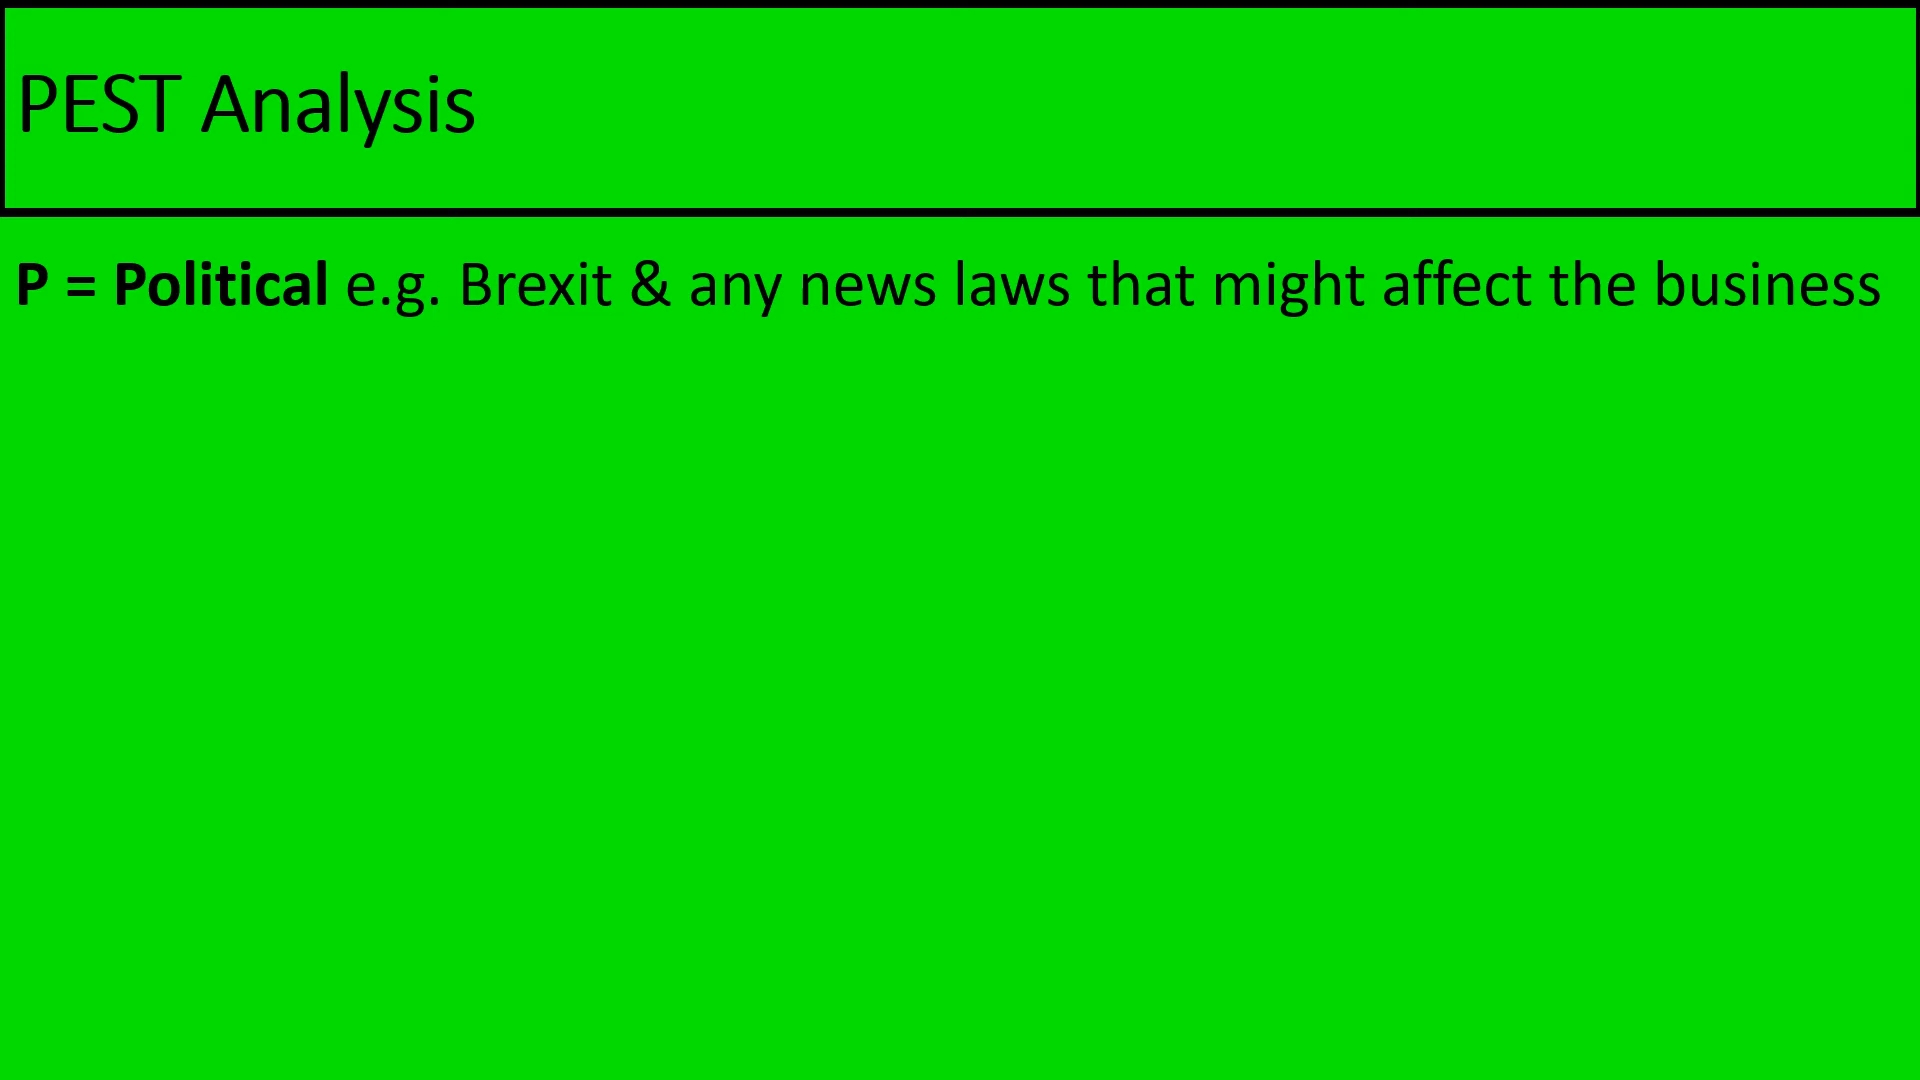 PEST Analysis
P = Political e.g. Brexit & any news laws that might affect the business